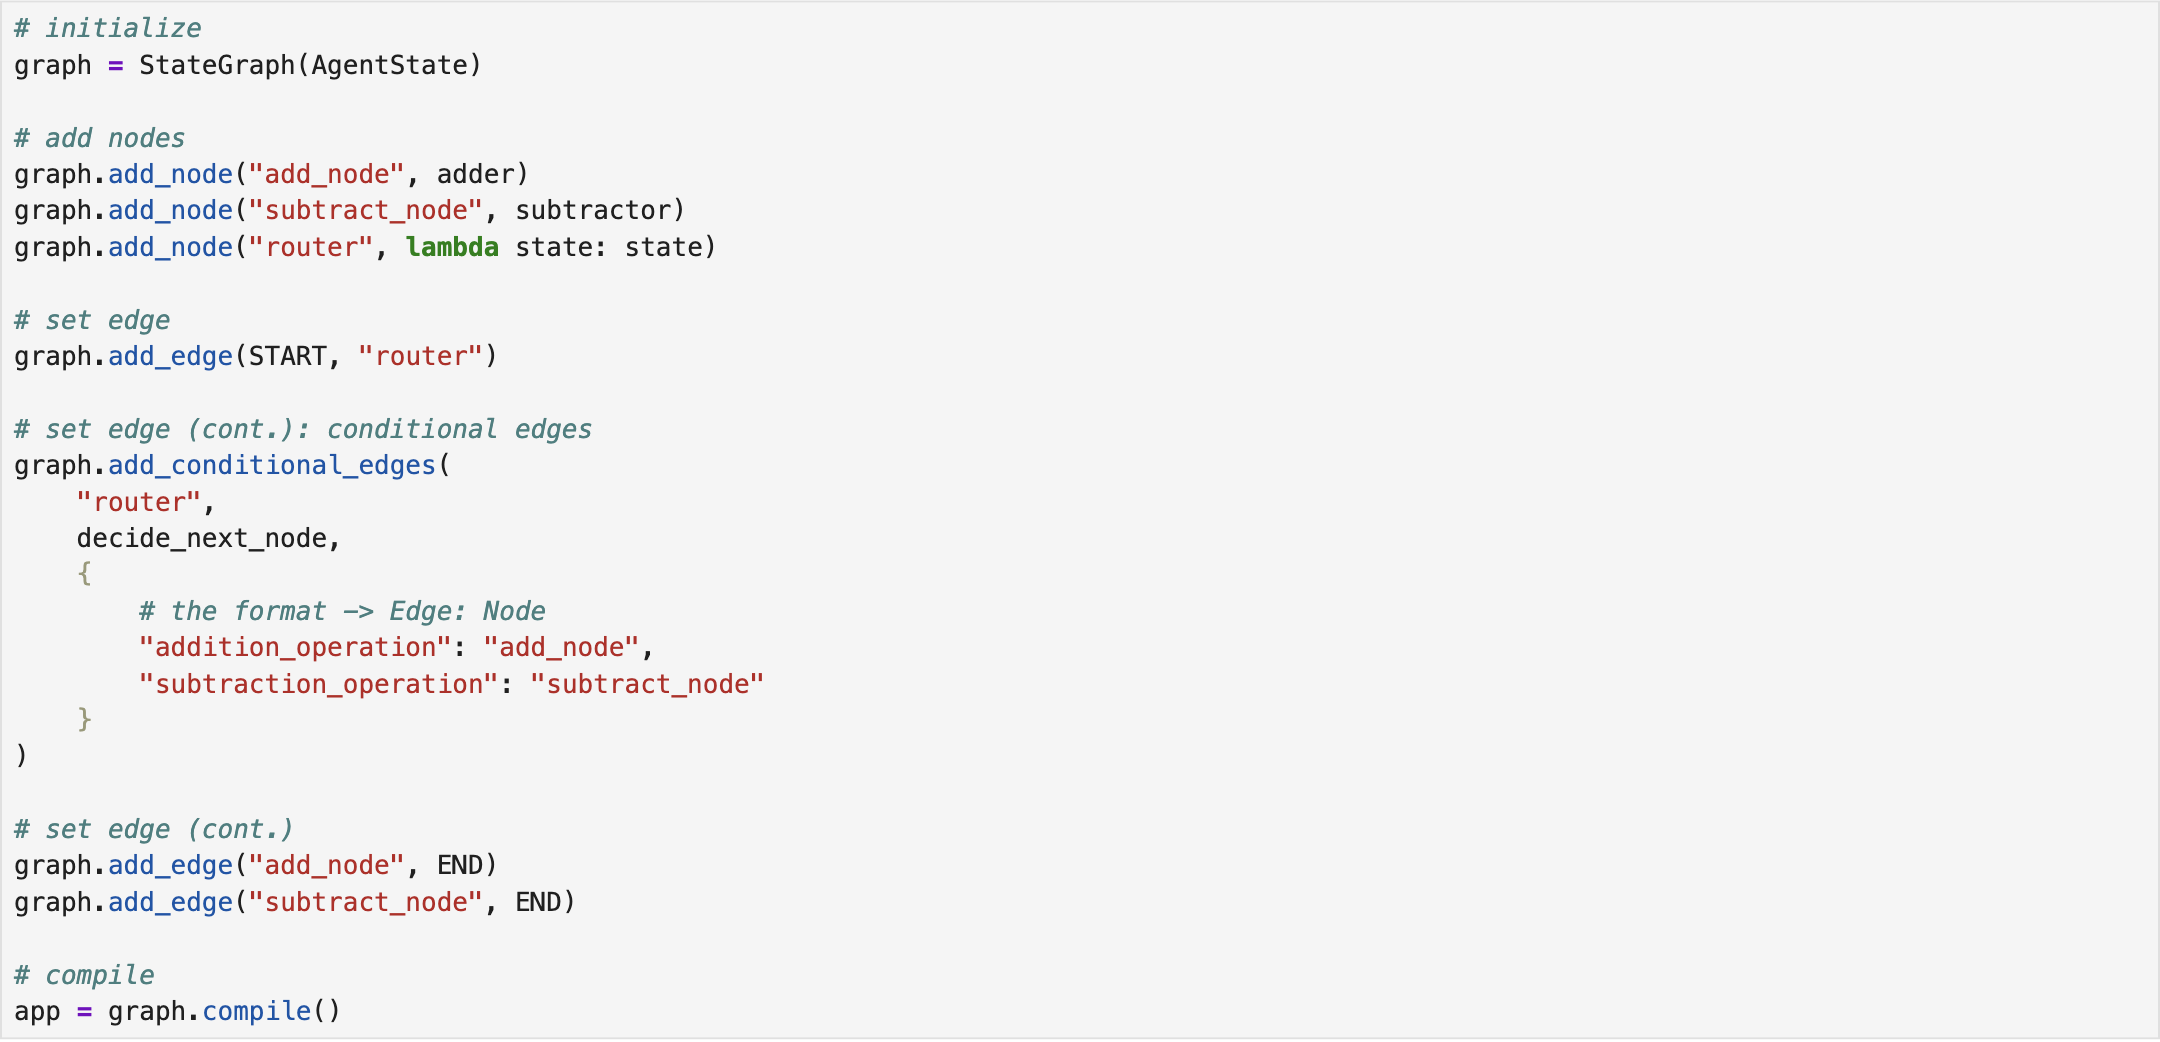 # initialize
graph = StateGraph(AgentState)

# add nodes
graph.add_node("add_node", adder)
graph.add_node("subtract_node", subtractor)
graph.add_node("router", lambda state: state)

# set edge
graph.add_edge(START, "router")

# set edge (cont.): conditional edges
graph.add_conditional_edges(
    "router",
    decide_next_node,
    {
        # the format -> Edge: Node
        "addition_operation": "add_node",
        "subtraction_operation": "subtract_node"
    }
)

# set edge (cont.)
graph.add_edge("add_node", END)
graph.add_edge("subtract_node", END)

# compile
app = graph.compile()